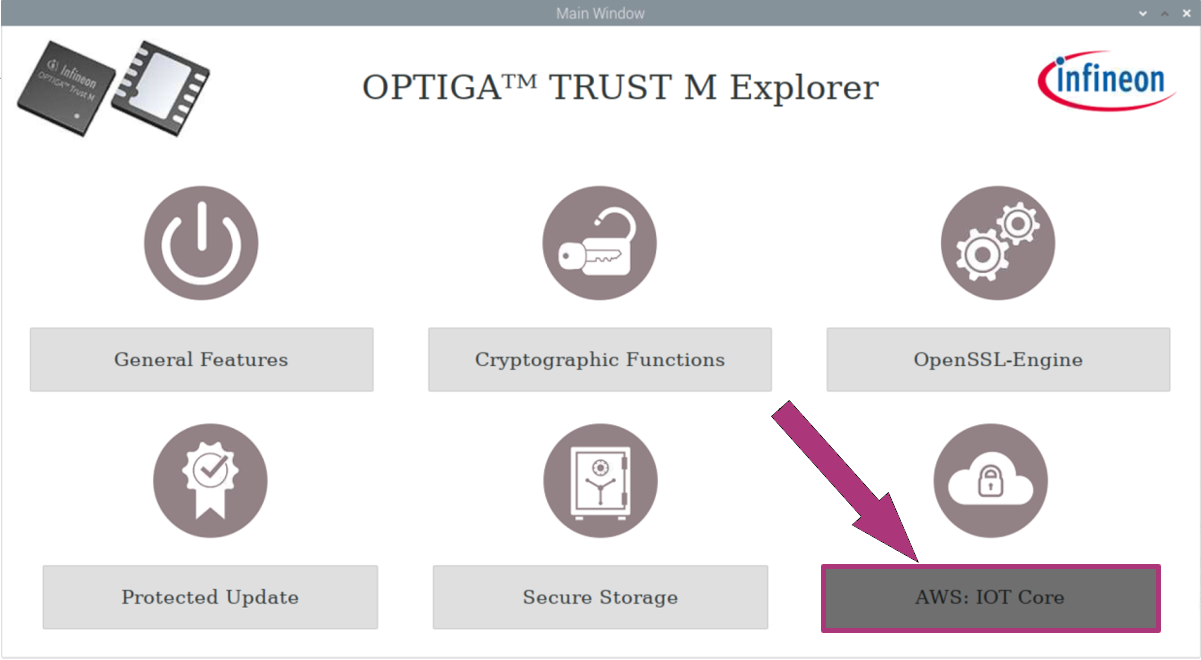 Main Window
Infineon
OPTIGA™ Trust M
OPTIGA™ TRUST M Explorer
infineon
General Features
Cryptographic Functions
OpenSSL-Engine
Protected Update
Secure Storage
AWS: IOT Core